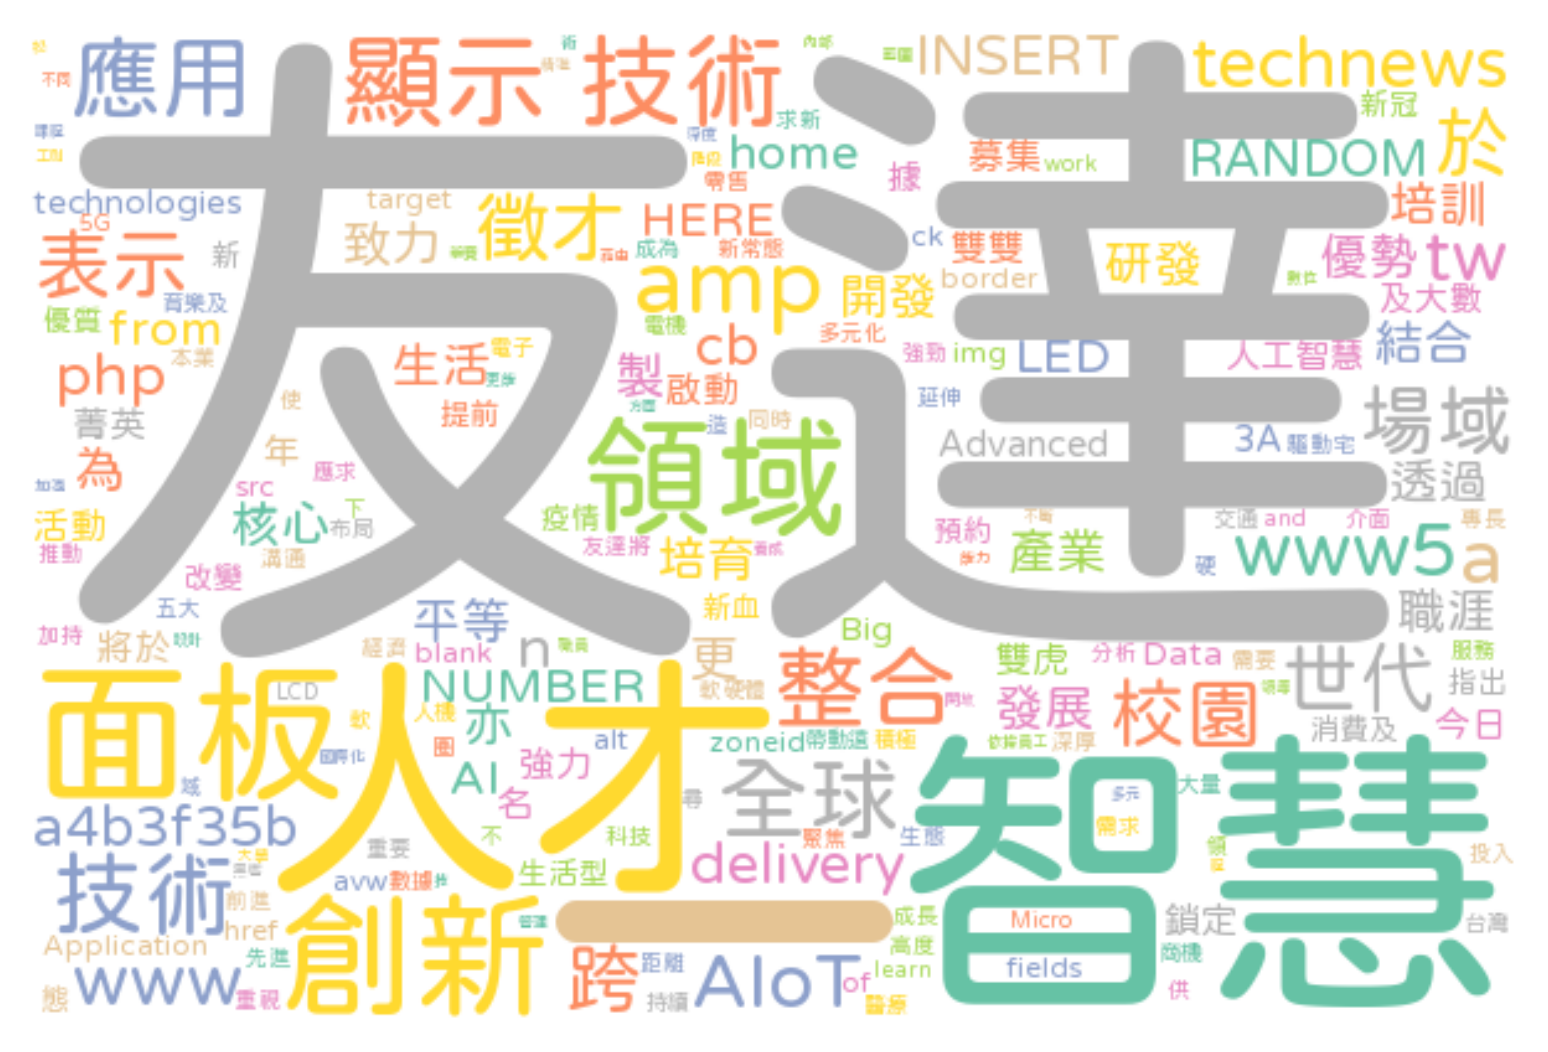 應用
顯示技術
INSERT
technews
不同
術
友達
新冠
於
求新
home
募集
work
RANDOM
據
零售
technologies
target
徵才
HERE
培訓
5G
表示
新
致力
成為
新常態
ck
雙雙
研發
優勢
tw
border
音樂及
amp
開發
及大數
優質
from
電機
多元化
結合
本業
php
生活
電子
cb
強勁
img
LED
人工智慧
製
啟動
使
提前
菁英
造
同時
延伸
場域
年
領域
Advanced
3A
驅動宅
為
應求
透過
src
核心
下
布局
疫情
預約
交通
and
介面
專長
活動
推動
溝通
友達將
培育
產業
硬
www5
a
改變
五大
新血
職涯
平等
加持
將於
經濟
blank
n
更
Big
雙虎
分析
Data
需要
世代
服務
面板
LCD
人才
NUMBER
軟硬體
整合
發展
校園
指出
軟
人機
亦
消費及
今日
團
alt
zoneid
帶動這
積極
依據員工
深厚
域
AI
強力
尋
全球
智慧
大量
多元
名
a4b3f35b
不
科技
聚焦
生態
需求
重要
領
技術
avw
數據
生活型
delivery
投入
前進
創新
一
成長
Micro
鎖定
台灣
href
Application
先進
跨
距離
高度
商機
www
AIoT
of
learn
fields
態
重視
持續
醫療
供